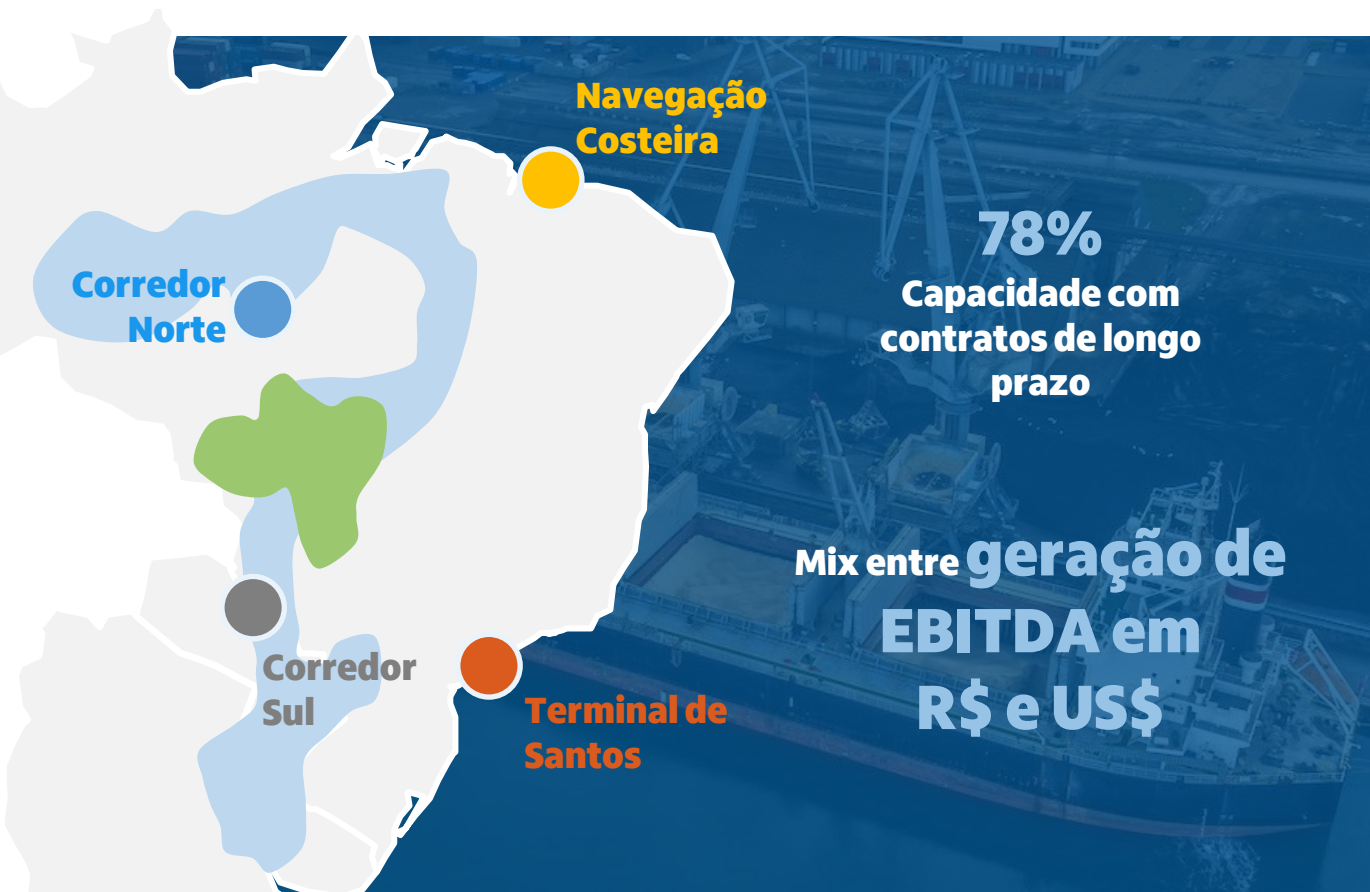 Navegação
Costeira
Corredor
Norte
Corredor
Sul
Terminal de
Santos
78%
Capacidade com
contratos de longo
prazo
Mix entre geração de
EBITDA em
R$ e US$